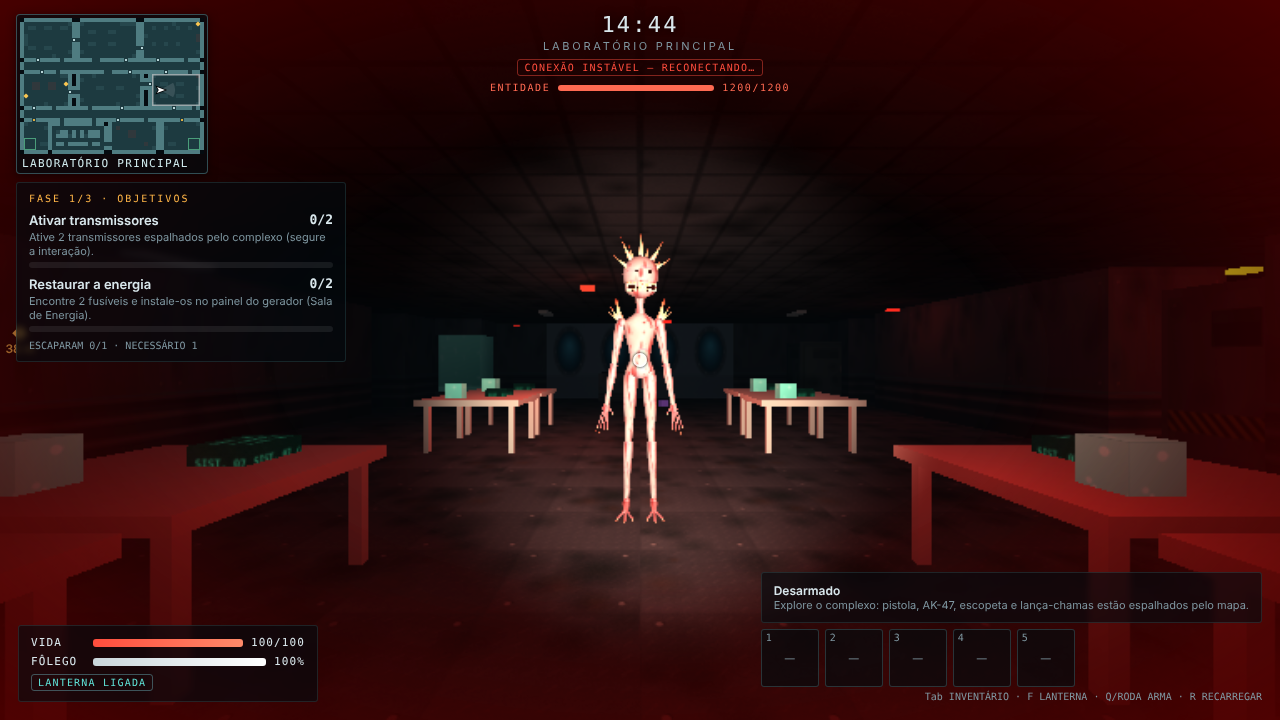 14:44
LABORATÓRIO PRINCIPAL
CONEXÃO INSTÁVEL — RECONECTANDO…
ENTIDADE 1200/1200
LABORATÓRIO PRINCIPAL
FASE 1/3 · OBJETIVOS
Ativar transmissores 0/2
Ative 2 transmissores espalhados pelo complexo (segure
a interação).
Restaurar a energia 0/2
Encontre 2 fusíveis e instale-os no painel do gerador (Sala
de Energia).
ESCAPARAM 0/1 · NECESSÁRIO 1
SIST. 07
VIDA 100/100
FÔLEGO 100%
LANTERNA LIGADA
Desarmado
Explore o complexo: pistola, AK-47, escopeta e lança-chamas estão espalhados pelo mapa.
1 2 3 4 5
— — — — —
Tab INVENTÁRIO · F LANTERNA · Q/RODA ARMA · R RECARREGAR